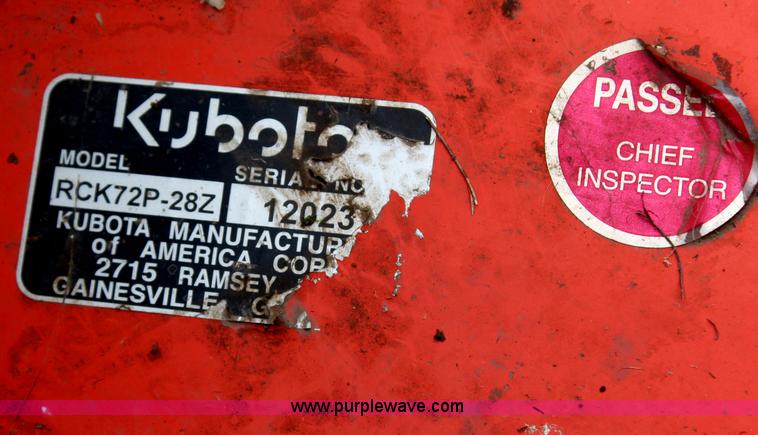 Kubota
MODEL
SERIAL NO
RCK72P-28Z
12023
KUBOTA MANUFACTUR
of AMERICA COR
2715 RAMSEY
GAINESVILLE G
PASSE
CHIEF
INSPECTOR
www.purplewave.com